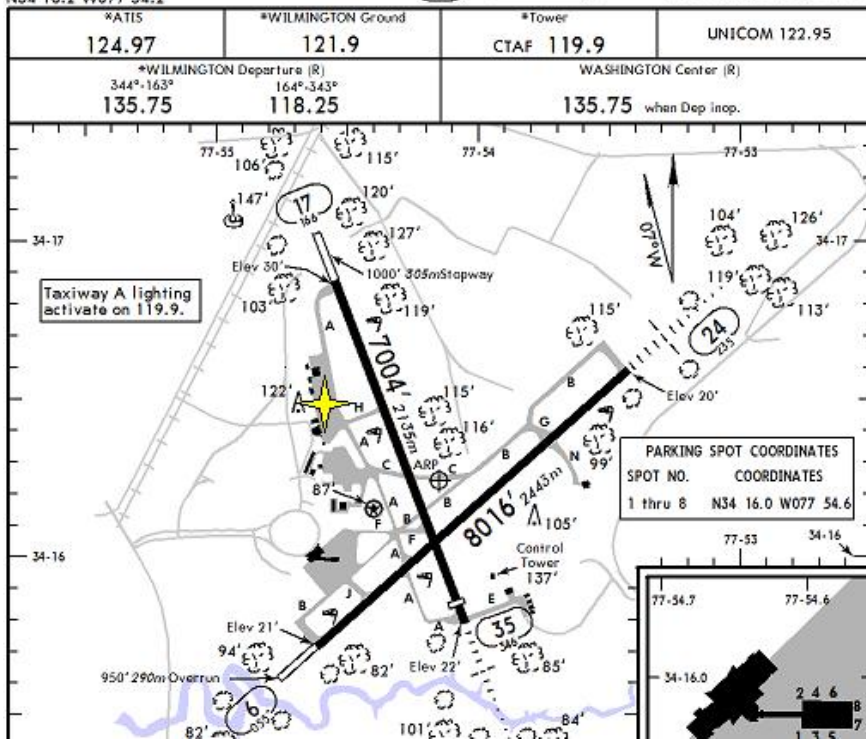 N34 16.2 W077 54.2
*ATIS
124.97
*WILMINGTON Ground
121.9
*Tower
CTAF 119.9
UNICOM 122.95
*WILMINGTON Departure (R)
344°-163°
135.75
164°-343°
118.25
WASHINGTON Center (R)
135.75 when Dep inop.
77-55
77-54
77-53
106'
115'
147'
120'
17
166°
127'
07°W
104'
126'
34-17
34-17
Elev 30'
1000' 305m Stopway
Taxiway A lighting
activate on 119.9.
103'
119'
119'
113'
A
115'
24
235°
7004' 2135m
B
Elev 20'
122'
H
115'
G
A
116'
B
N
99'
PARKING SPOT COORDINATES
SPOT NO.
COORDINATES
1 thru 8
N34 16.0 W077 54.6
C
ARP
C
87'
A
B
8016' 2443m
B
105'
F
F
34-16
A
Control
Tower
137'
77-53
34-16
J
A
E
77-54.7
77-54.6
B
Elev 21'
A
35
346°
94'
82'
Elev 22'
85'
950' 290m Overrun
34-16.0
6
055°
2 4 6
8
7
1 3 5
82'
101'
84'